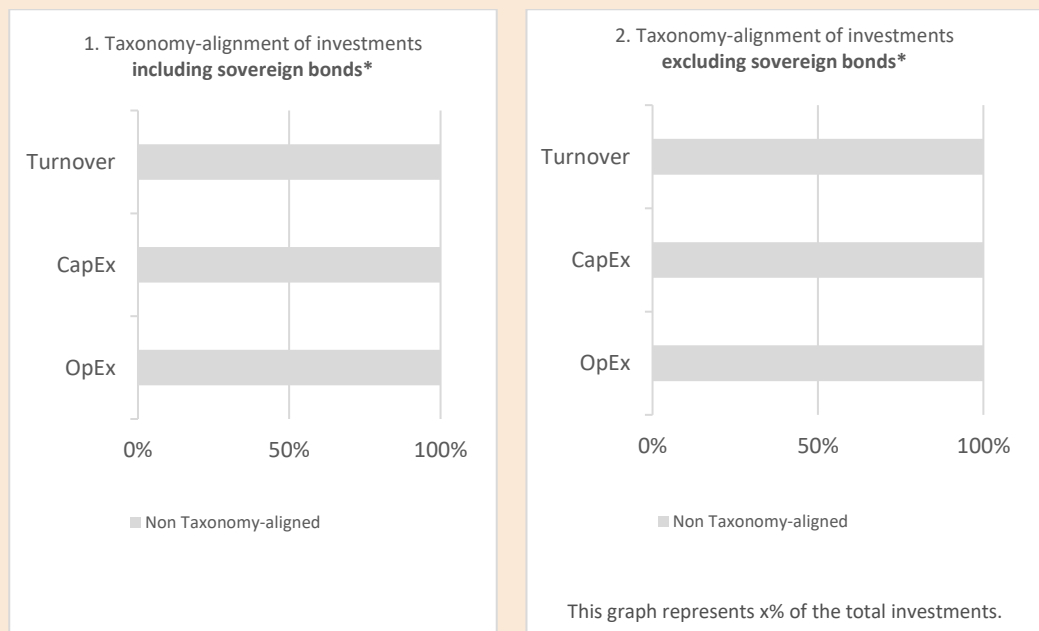 1. Taxonomy-alignment of investments
including sovereign bonds*
Turnover
CapEx
OpEx
0% 50% 100%
Non Taxonomy-aligned
2. Taxonomy-alignment of investments
excluding sovereign bonds*
Turnover
CapEx
OpEx
0% 50% 100%
Non Taxonomy-aligned
This graph represents x% of the total investments.